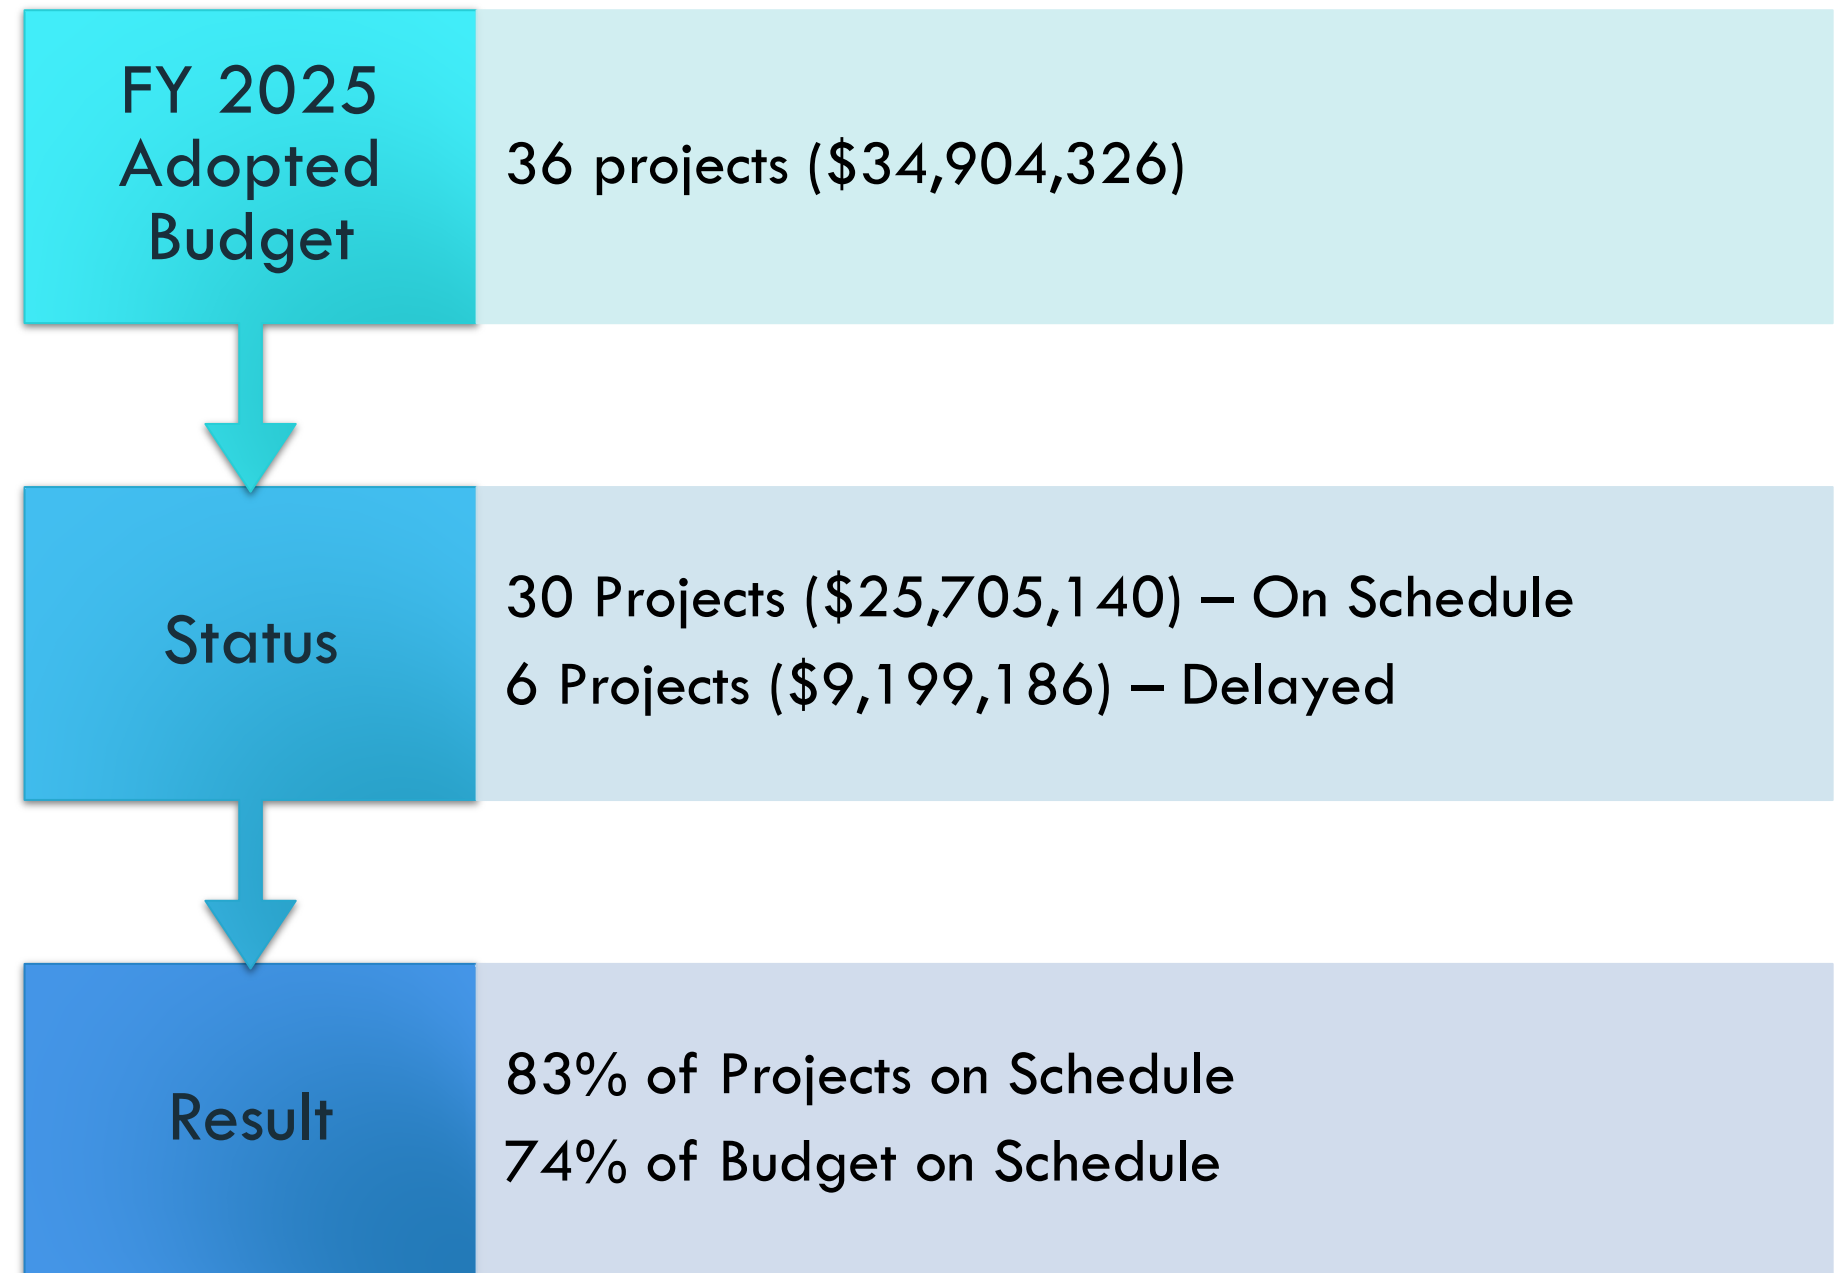 FY 2025
Adopted
Budget
36 projects ($34,904,326)
Status
30 Projects ($25,705,140) – On Schedule
6 Projects ($9,199,186) – Delayed
Result
83% of Projects on Schedule
74% of Budget on Schedule